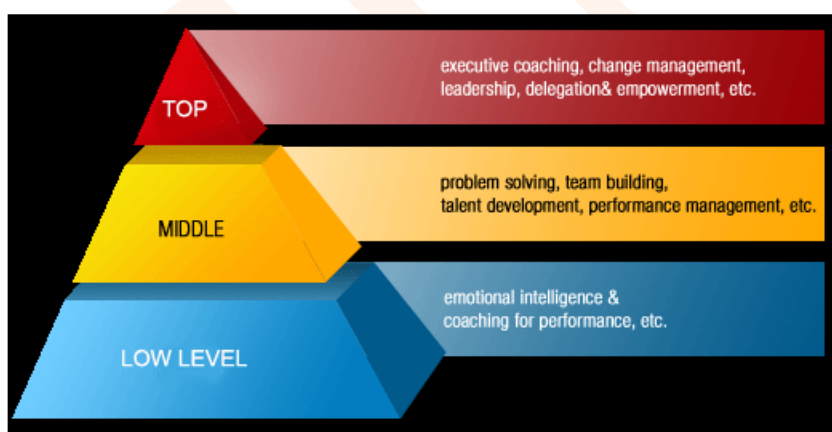 TOP
executive coaching, change management,
leadership, delegation& empowerment, etc.
MIDDLE
problem solving, team building,
talent development, performance management, etc.
LOW LEVEL
emotional intelligence &
coaching for performance, etc.